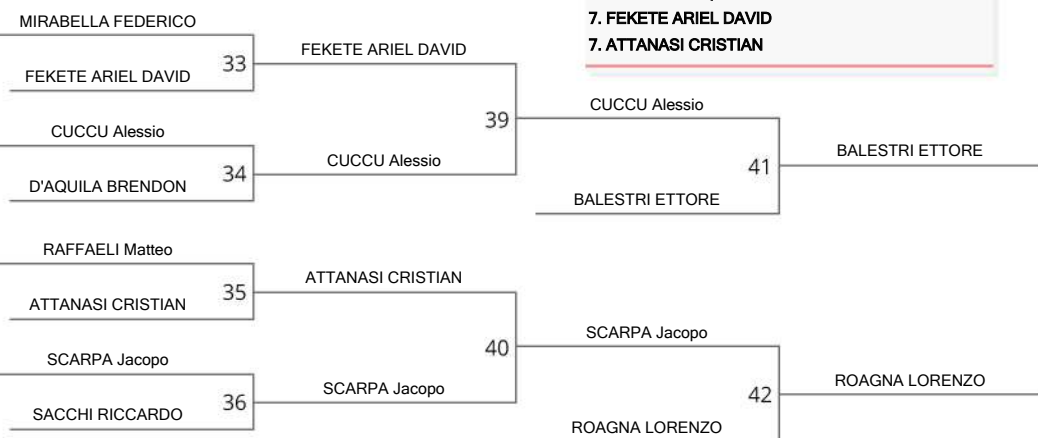 7. FEKETE ARIEL DAVID
7. ATTANASI CRISTIAN
MIRABELLA FEDERICO
FEKETE ARIEL DAVID
33
FEKETE ARIEL DAVID
CUCCU Alessio
D'AQUILA BRENDON
34
CUCCU Alessio
39
CUCCU Alessio
BALESTRI ETTORE
41
BALESTRI ETTORE
RAFFAELI Matteo
ATTANASI CRISTIAN
35
ATTANASI CRISTIAN
SCARPA Jacopo
SACCHI RICCARDO
36
SCARPA Jacopo
40
SCARPA Jacopo
ROAGNA LORENZO
42
ROAGNA LORENZO